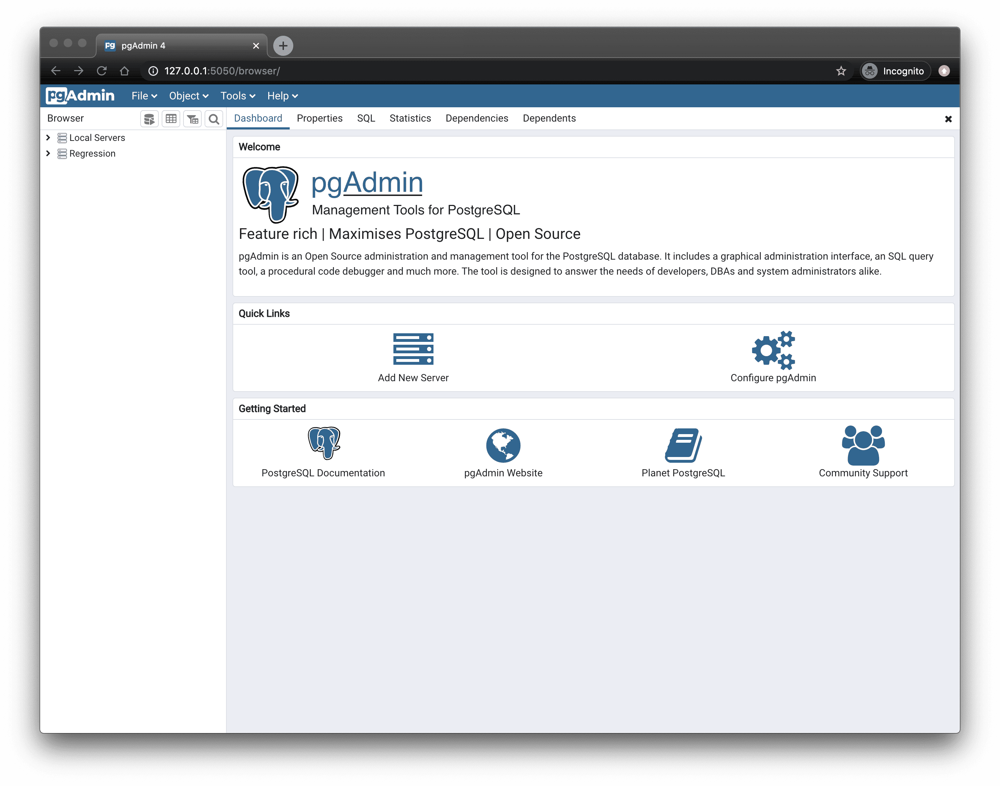 pg pgAdmin 4
127.0.0.1:5050/browser/
Incognito
pgAdmin File Object Tools Help
Browser
Dashboard Properties SQL Statistics Dependencies Dependents
Local Servers
Regression
Welcome
pgAdmin
Management Tools for PostgreSQL
Feature rich | Maximises PostgreSQL | Open Source
pgAdmin is an Open Source administration and management tool for the PostgreSQL database. It includes a graphical administration interface, an SQL query
tool, a procedural code debugger and much more. The tool is designed to answer the needs of developers, DBAs and system administrators alike.
Quick Links
Add New Server
Configure pgAdmin
Getting Started
PostgreSQL Documentation
pgAdmin Website
Planet PostgreSQL
Community Support